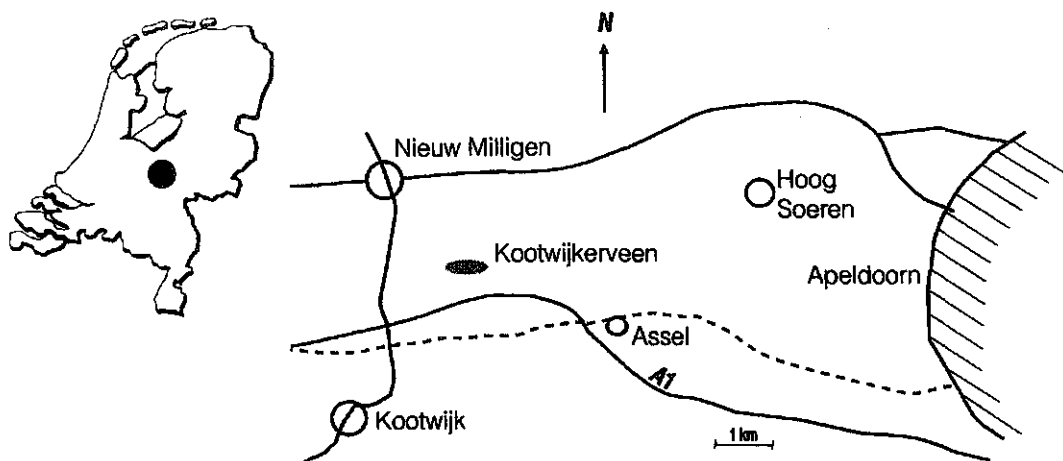 N
Nieuw Milligen
Hoog
Soeren
Kootwijkerveen
Apeldoorn
Assel
A1
Kootwijk
1 km